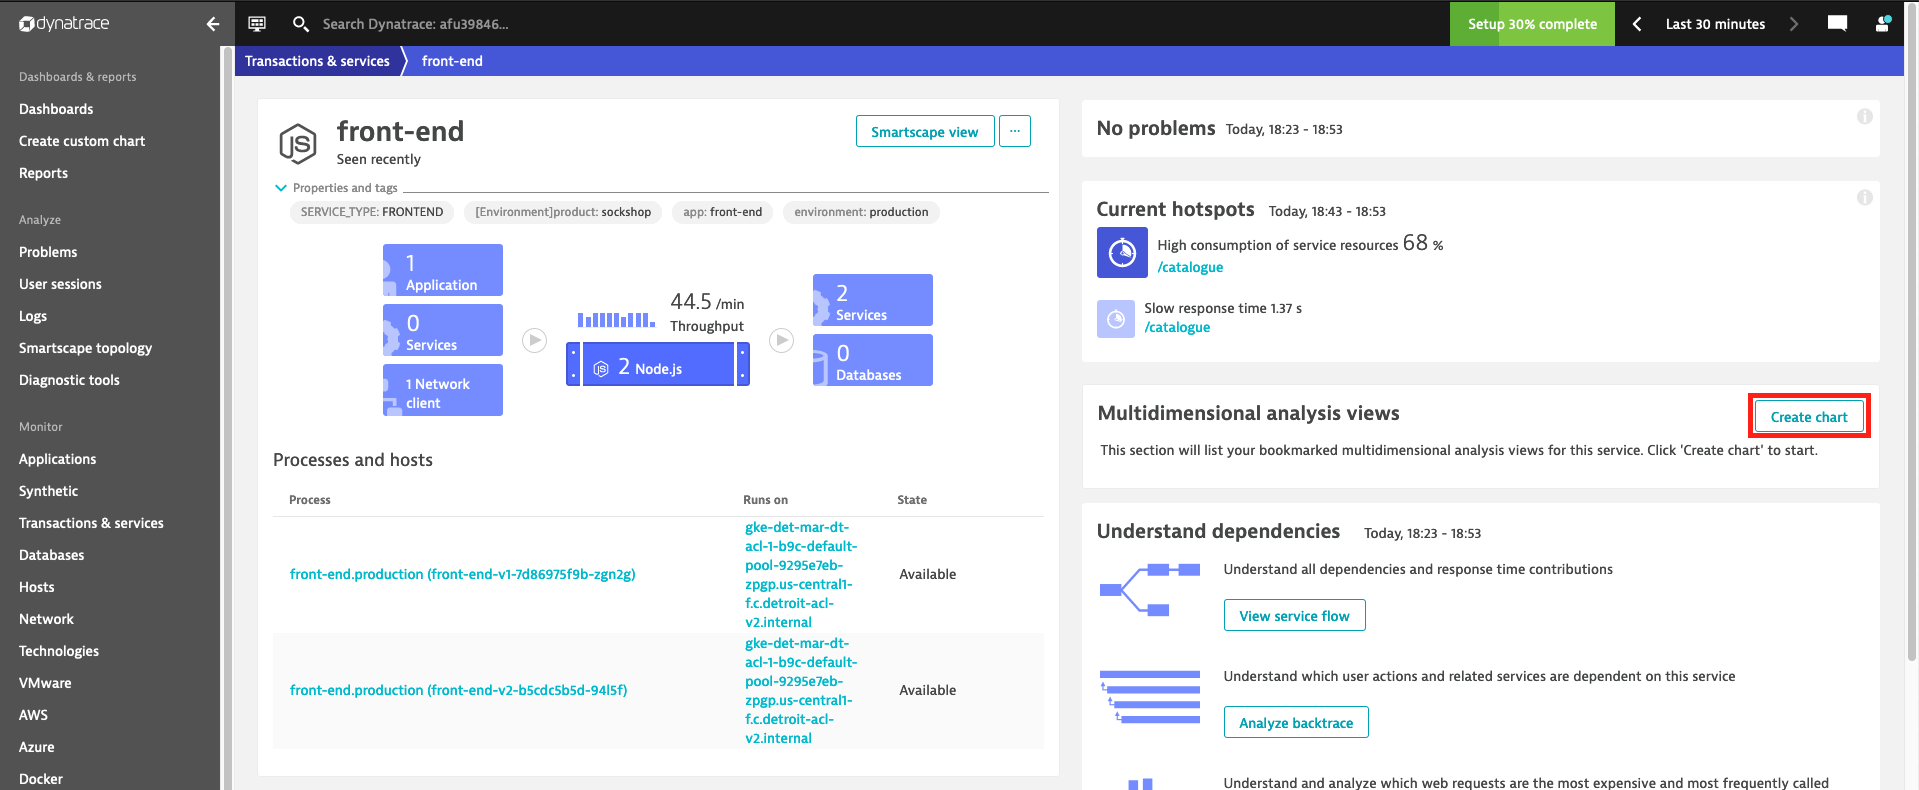 dynatrace
Search Dynatrace: afu39846...
Setup 30% complete
Last 30 minutes
Transactions & services
front-end
Dashboards & reports
Dashboards
Create custom chart
Reports
Analyze
Problems
User sessions
Logs
Smartscape topology
Diagnostic tools
Monitor
Applications
Synthetic
Transactions & services
Databases
Hosts
Network
Technologies
VMware
AWS
Azure
Docker
JS
front-end
Seen recently
Smartscape view
...
Properties and tags
SERVICE_TYPE: FRONTEND
[Environment]product: sockshop
app: front-end
environment: production
1
Application
0
Services
1 Network
client
44.5 /min
Throughput
JS 2 Node.js
2
Services
0
Databases
Processes and hosts
Process
Runs on
State
front-end.production (front-end-v1-7d86975f9b-zgn2g)
gke-det-mar-dt-
acl-1-b9c-default-
pool-9295e7eb-
zpgp.us-central1-
f.c.detroit-acl-
v2.internal
Available
front-end.production (front-end-v2-b5cdc5b5d-94l5f)
gke-det-mar-dt-
acl-1-b9c-default-
pool-9295e7eb-
zpgp.us-central1-
f.c.detroit-acl-
v2.internal
Available
No problems Today, 18:23 - 18:53
Current hotspots Today, 18:43 - 18:53
High consumption of service resources 68 %
/catalogue
Slow response time 1.37 s
/catalogue
Multidimensional analysis views
Create chart
This section will list your bookmarked multidimensional analysis views for this service. Click 'Create chart' to start.
Understand dependencies Today, 18:23 - 18:53
Understand all dependencies and response time contributions
View service flow
Understand which user actions and related services are dependent on this service
Analyze backtrace
Understand and analyze which web requests are the most expensive and most frequently called